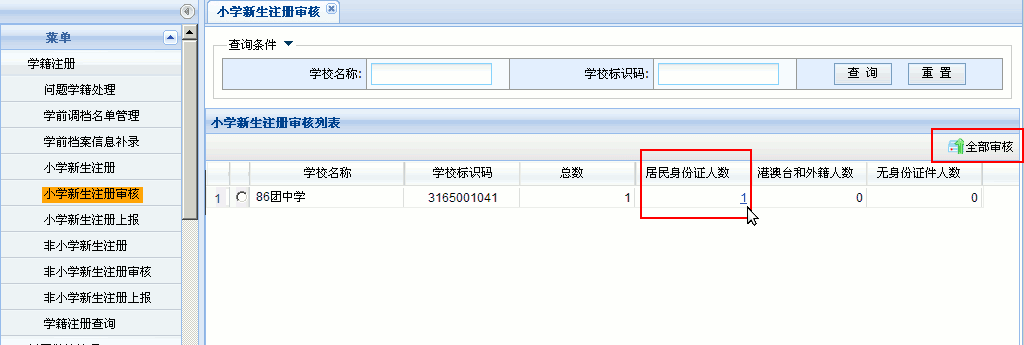 小学新生注册审核
菜单
学籍注册
问题学籍处理
学前调档名单管理
学前档案信息补录
小学新生注册
小学新生注册审核
小学新生注册上报
非小学新生注册
非小学新生注册审核
非小学新生注册上报
学籍注册查询
查询条件
学校名称: 学校标识码: 查 询 重 置
小学新生注册审核列表
全部审核
学校名称 学校标识码 总数 居民身份证人数 港澳台和外籍人数 无身份证件人数
1 86团中学 3165001041 1 1 0 0